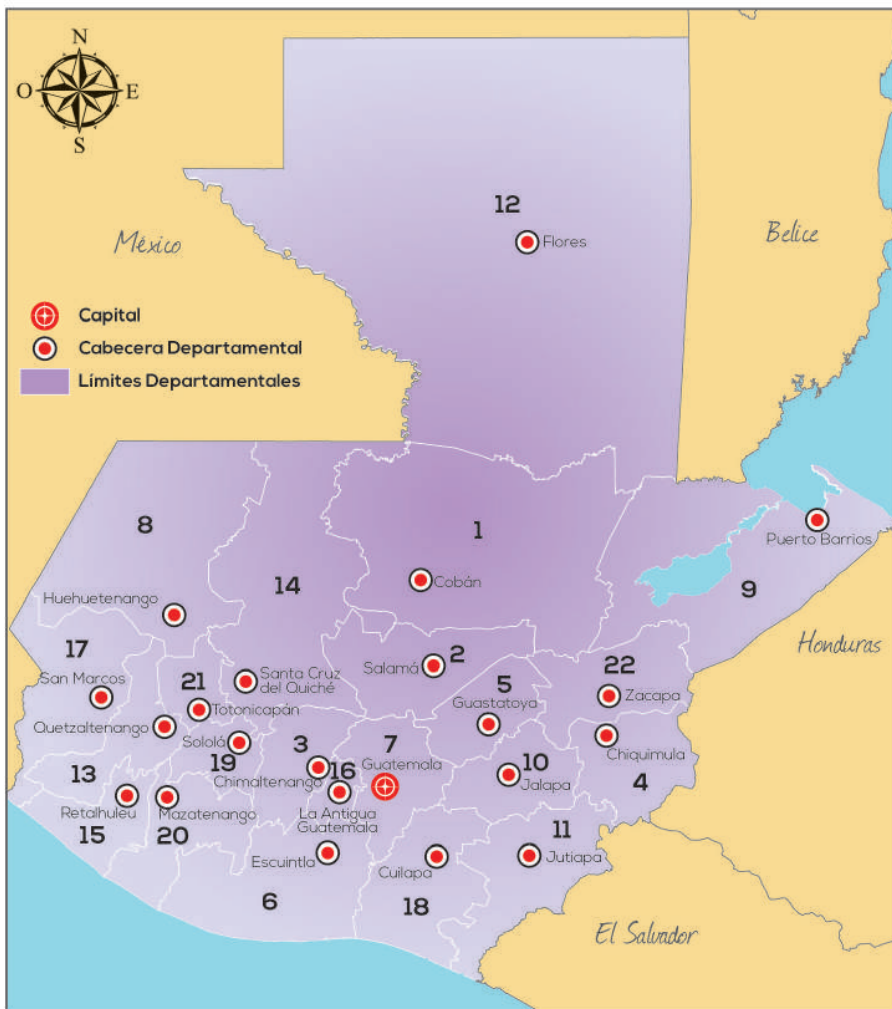 N
O
E
S
12
Flores
México
Belice
Capital
Cabecera Departamental
Límites Departamentales
8
1
Puerto Barrios
14
Cobán
9
Huehuetenango
Honduras
17
2
22
San Marcos
Santa Cruz
del Quiché
Salamá
5
Zacapa
21
Guastatoya
Totonicapán
Quetzaltenango
Sololá
3
7
Chiquimula
19
Guatemala
13
Chimaltenango
16
10
Jalapa
4
Retalhuleu
Mazatenango
La Antigua
Guatemala
15
20
11
Escuintla
Cuilapa
Jutiapa
6
18
El Salvador